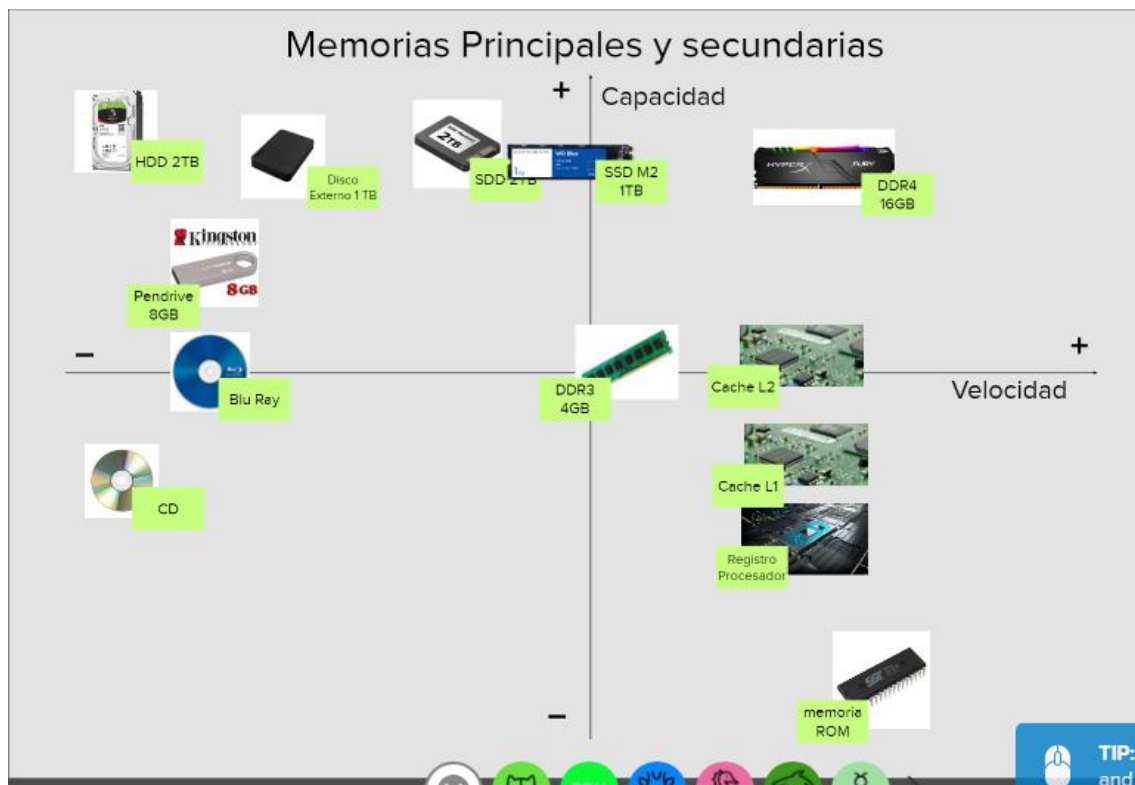 Memorias Principales y secundarias
+
Capacidad
HDD 2TB
Disco
Externo 1 TB
2TB
SDD 2TB
1TB
SSD M2
1TB
HYPERX
FURY
DDR4
16GB
Kingston
8GB
Pendrive
8GB
−
+
Blu Ray
DDR3
4GB
Cache L2
Velocidad
Cache L1
CD
Registro
Procesador
memoria
ROM
−
TIP:
and